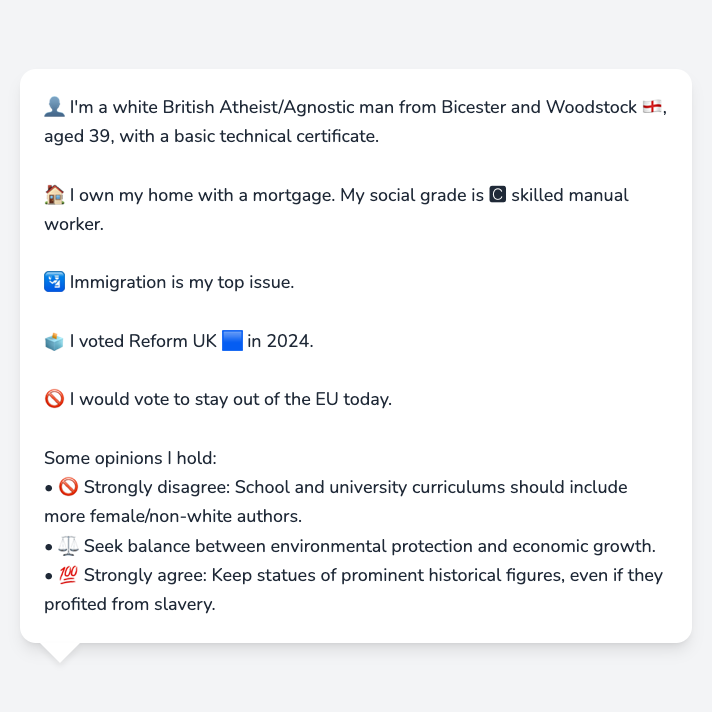 👤 I'm a white British Atheist/Agnostic man from Bicester and Woodstock 🏴󠁧󠁢󠁥󠁮󠁧󠁿,
aged 39, with a basic technical certificate.
🏠 I own my home with a mortgage. My social grade is 🅲 skilled manual
worker.
🛂 Immigration is my top issue.
🗳️ I voted Reform UK 🟦 in 2024.
🚫 I would vote to stay out of the EU today.
Some opinions I hold:
• 🚫 Strongly disagree: School and university curriculums should include
more female/non-white authors.
• ⚖️ Seek balance between environmental protection and economic growth.
• 💯 Strongly agree: Keep statues of prominent historical figures, even if they
profited from slavery.